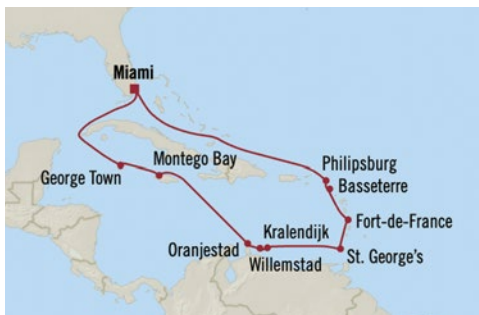 Miami
Montego Bay
George Town
Philipsburg
Basseterre
Fort-de-France
Kralendijk
Oranjestad
Willemstad
St. George's